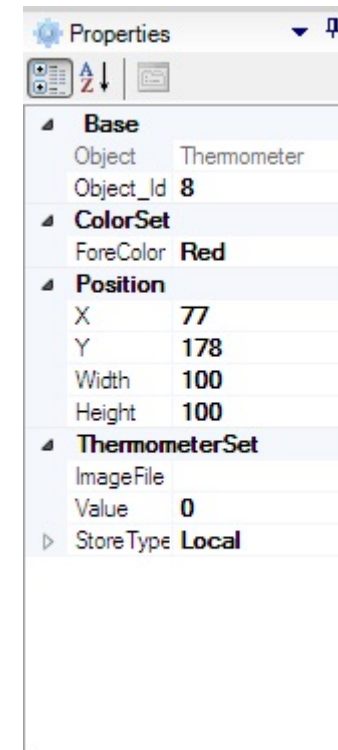 Properties
A
Z
Base
Object Thermometer
Object_Id 8
ColorSet
ForeColor Red
Position
X 77
Y 178
Width 100
Height 100
ThermometerSet
ImageFile
Value 0
StoreType Local